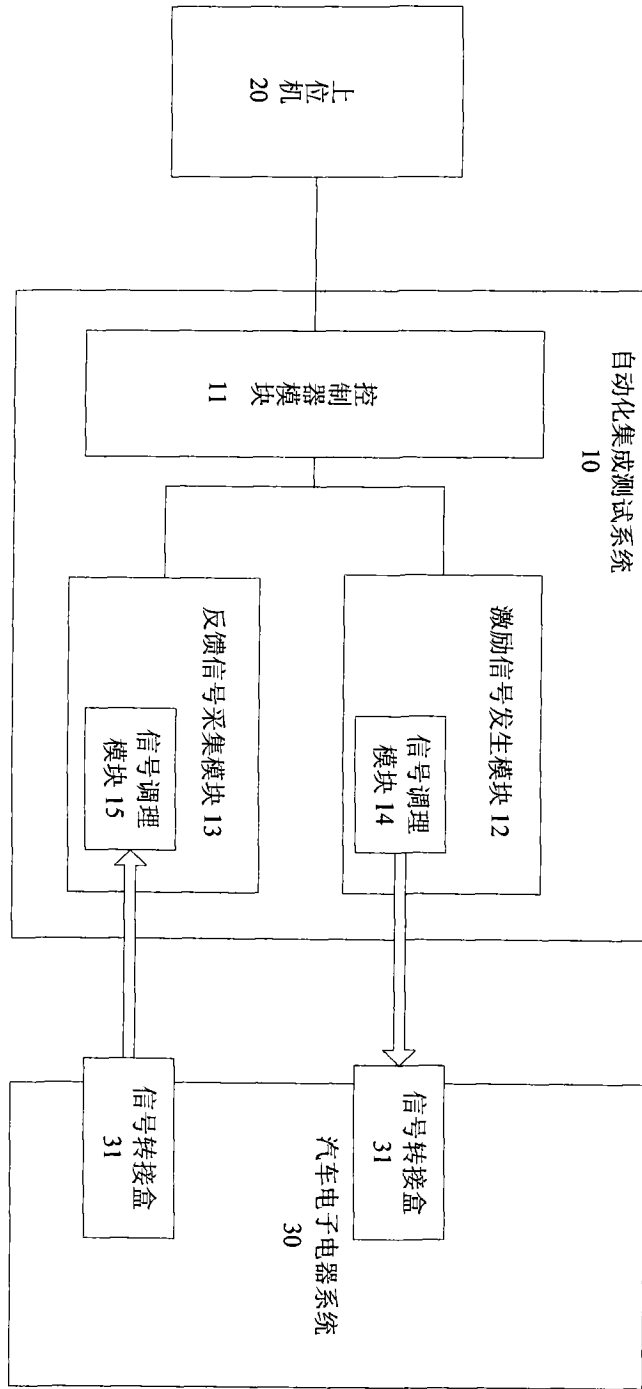 上位机
20
自动化集成测试系统
10
控制器模块
11
激励信号发生模块 12
信号调理
模块 14
反馈信号采集模块 13
信号调理
模块 15
汽车电子电器系统
30
信号转接盒
31
信号转接盒
31